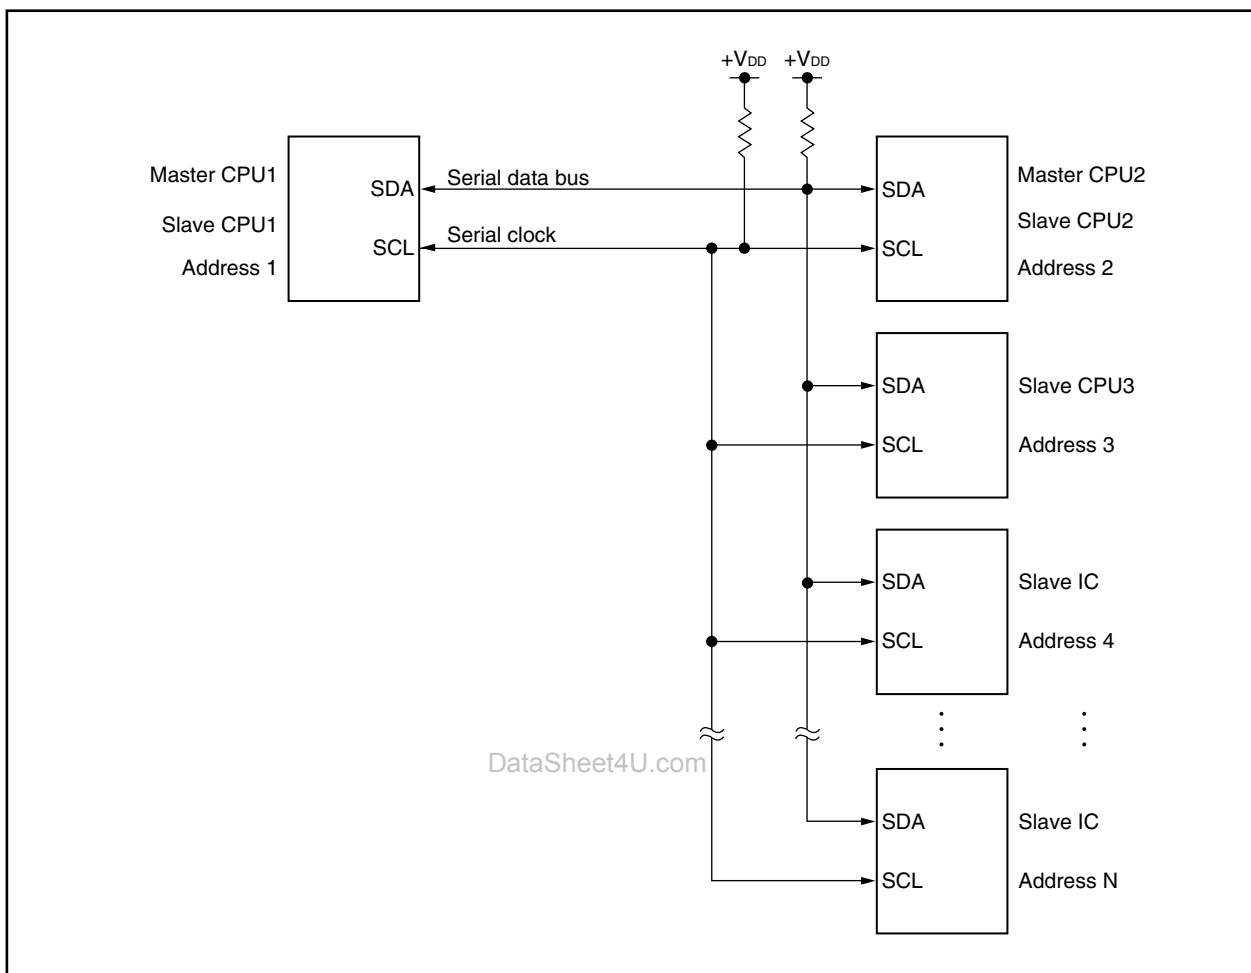 +VDD +VDD
Master CPU1
Slave CPU1
Address 1
SDA
SCL
Serial data bus
Serial clock
SDA
SCL
Master CPU2
Slave CPU2
Address 2
SDA
SCL
Slave CPU3
Address 3
SDA
SCL
Slave IC
Address 4
DataSheet4U.com
SDA
SCL
Slave IC
Address N